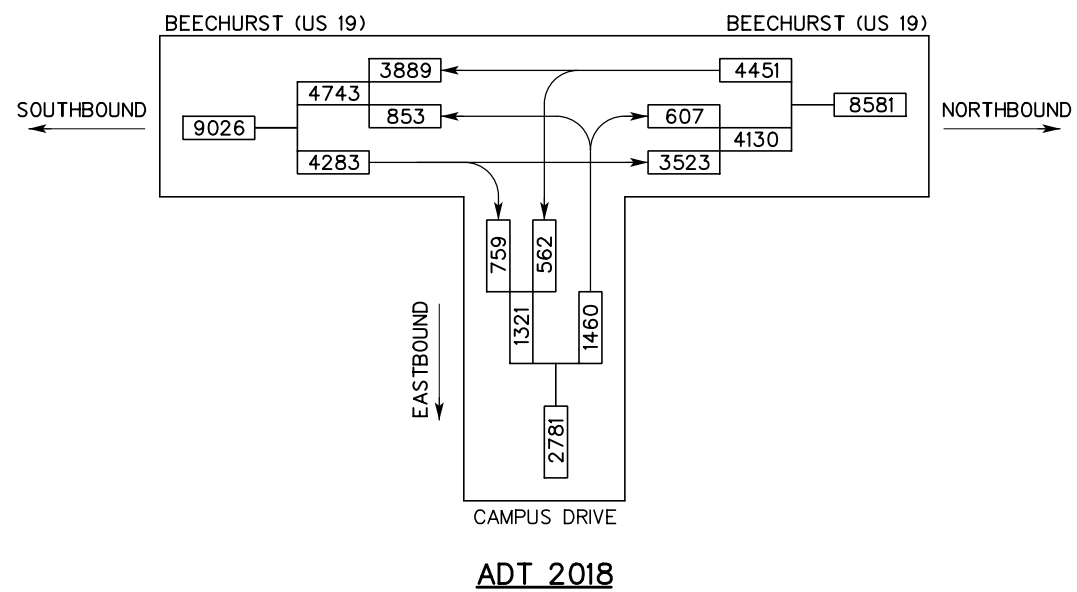 BEECHURST (US 19)
BEECHURST (US 19)
3889
4451
4743
8581
SOUTHBOUND
NORTHBOUND
853
607
9026
4130
4283
3523
759
562
1321
1460
EASTBOUND
2781
CAMPUS DRIVE
ADT 2018